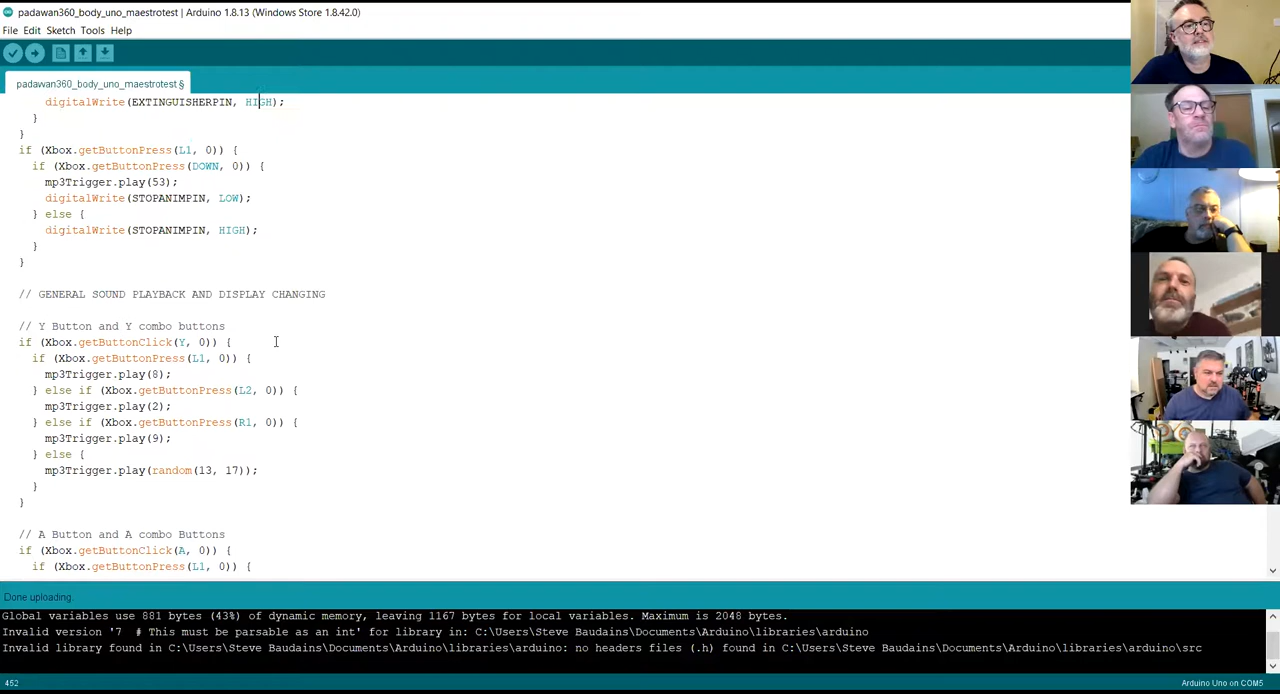 padawan360_body_uno_maestrotest | Arduino 1.8.13 (Windows Store 1.8.42.0)
File Edit Sketch Tools Help
padawan360_body_uno_maestrotest §
digitalWrite(EXTINGUISHERPIN, HIGH);
}
}
if (Xbox.getButtonPress(L1, 0)) {
if (Xbox.getButtonPress(DOWN, 0)) {
mp3Trigger.play(53);
digitalWrite(STOPANIMPIN, LOW);
} else {
digitalWrite(STOPANIMPIN, HIGH);
}
}
// GENERAL SOUND PLAYBACK AND DISPLAY CHANGING
// Y Button and Y combo buttons
if (Xbox.getButtonClick(Y, 0)) {
if (Xbox.getButtonPress(L1, 0)) {
mp3Trigger.play(8);
} else if (Xbox.getButtonPress(L2, 0)) {
mp3Trigger.play(2);
} else if (Xbox.getButtonPress(R1, 0)) {
mp3Trigger.play(9);
} else {
mp3Trigger.play(random(13, 17));
}
}
// A Button and A combo Buttons
if (Xbox.getButtonClick(A, 0)) {
if (Xbox.getButtonPress(L1, 0)) {
Done uploading.
Global variables use 881 bytes (43%) of dynamic memory, leaving 1167 bytes for local variables. Maximum is 2048 bytes.
Invalid version '7  # This must be parsable as an int' for library in: C:\Users\Steve Baudains\Documents\Arduino\libraries\arduino
Invalid library found in C:\Users\Steve Baudains\Documents\Arduino\libraries\arduino: no headers files (.h) found in C:\Users\Steve Baudains\Documents\Arduino\libraries\arduino\src
452
Arduino Uno on COM5